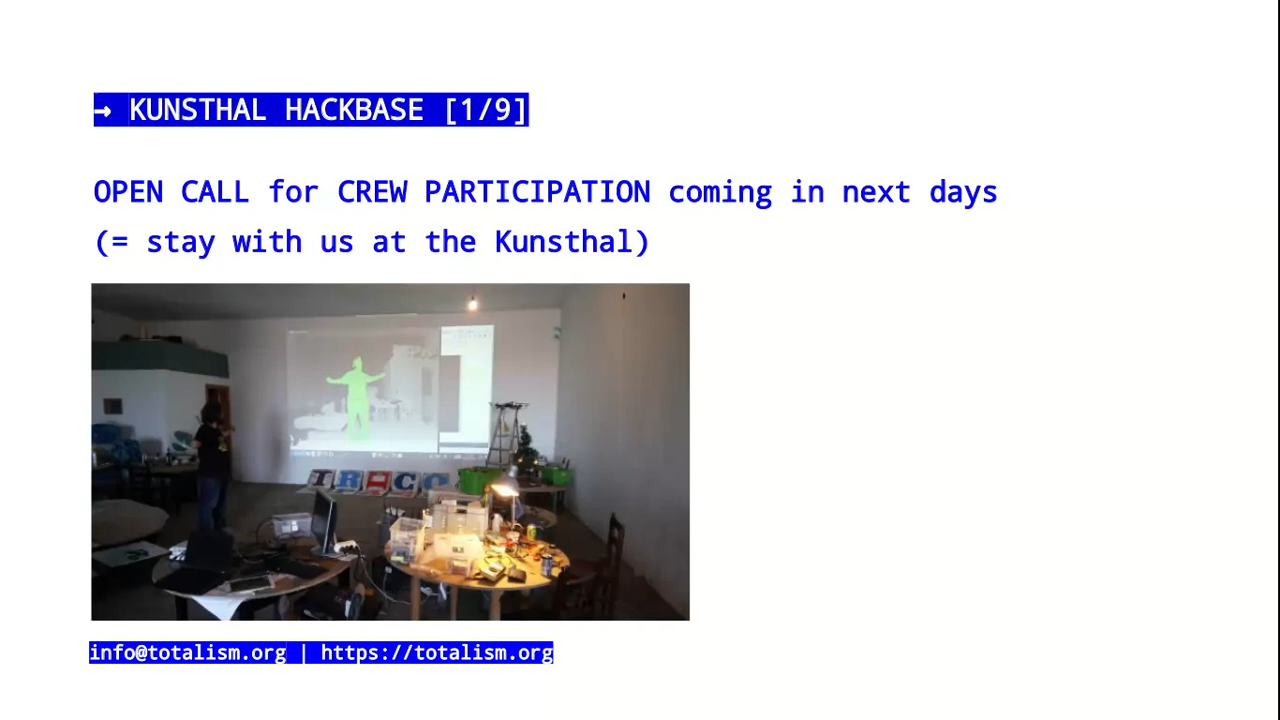 → KUNSTHAL HACKBASE [1/9]
OPEN CALL for CREW PARTICIPATION coming in next days
(= stay with us at the Kunsthal)
info@totalism.org | https://totalism.org